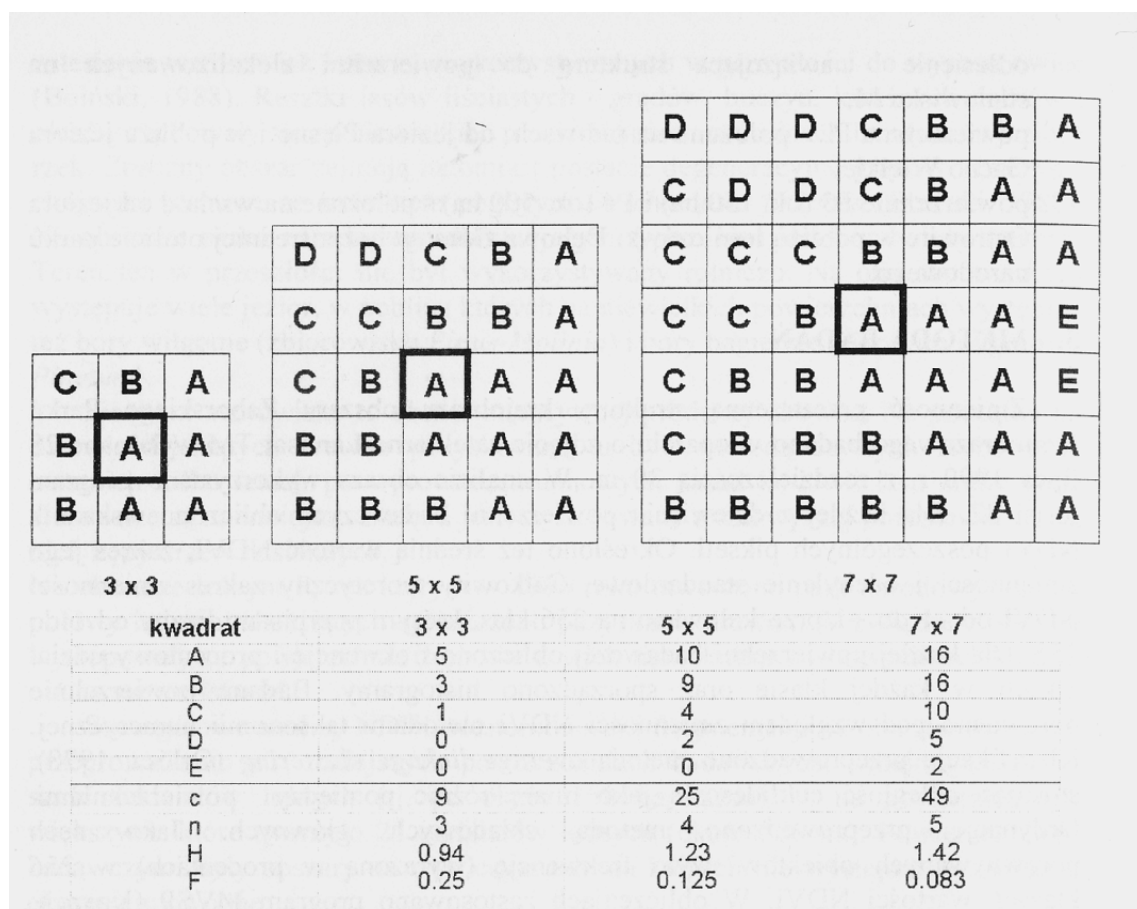 C B A
B A A
B A A
3 x 3
D D C B A
C C B B A
C B A A A
B B A A A
B B B A A
5 x 5
D D D C B B A
C D D C B A A
C C C B B A A
C C B A A A E
C B B A A A E
B B B B A A A
B B B B B A A
7 x 7
kwadrat 3 x 3 5 x 5 7 x 7
A 5 10 16
B 3 9 16
C 1 4 10
D 0 2 5
E 0 0 2
c 9 25 49
n 3 4 5
H 0.94 1.23 1.42
F 0.25 0.125 0.083